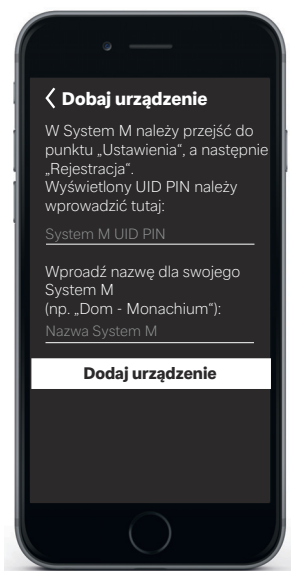 Dobaj urządzenie
W System M należy przejść do
punktu „Ustawienia“, a następnie
„Rejestracja“.
Wyświetlony UID PIN należy
wprowadzić tutaj:
System M UID PIN
Wproadź nazwę dla swojego
System M
(np. „Dom - Monachium“):
Nazwa System M
Dodaj urządzenie